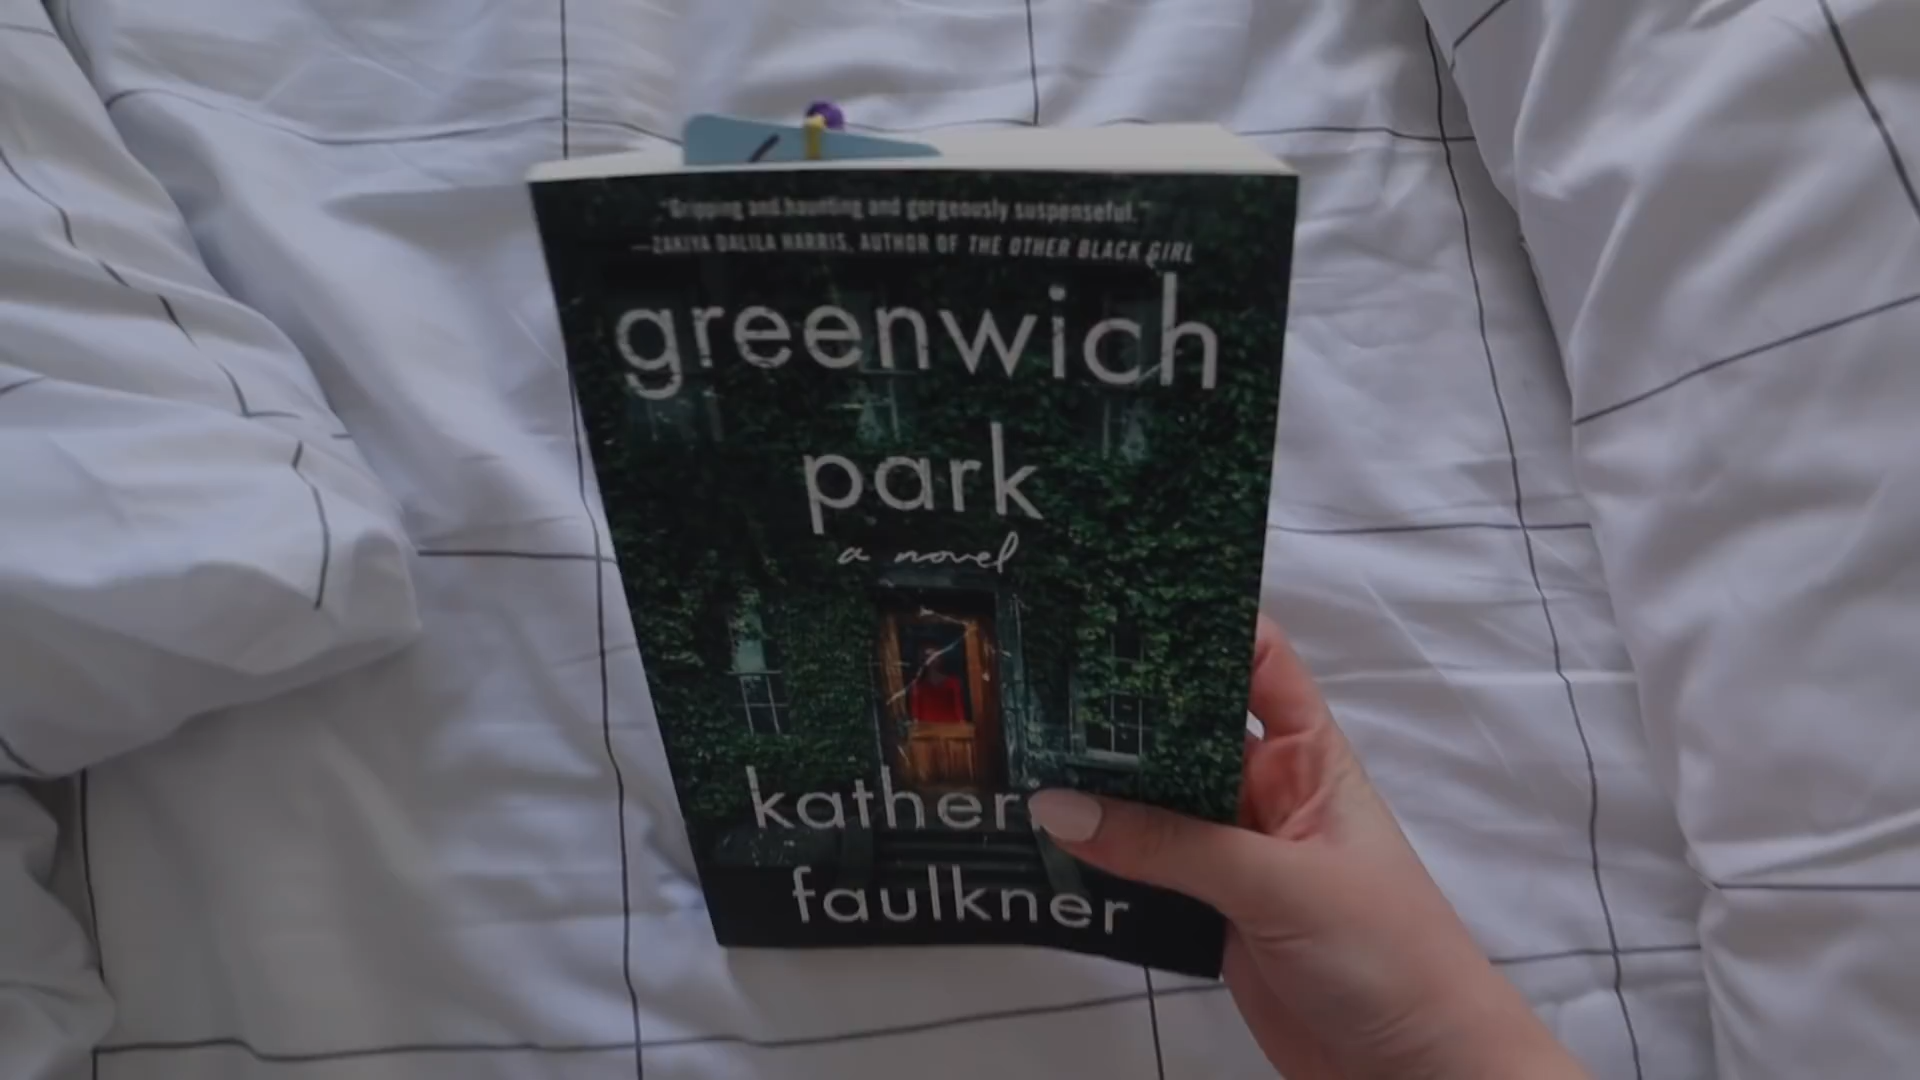 "Gripping and haunting and gorgeously suspenseful."
—ZAKIYA DALILA HARRIS, AUTHOR OF THE OTHER BLACK GIRL
greenwich
park
a novel
katheri
faulkner